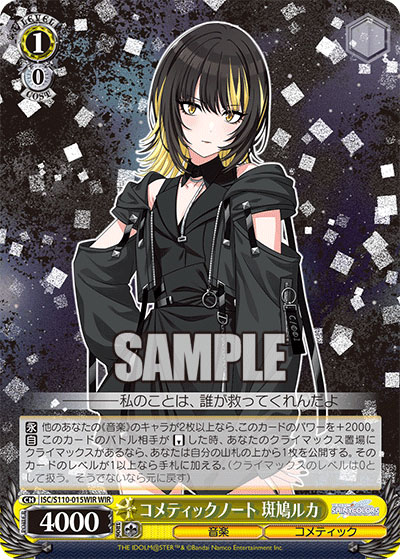 LEVEL
1
0
COST
SAMPLE
――私のことは、誰が救ってくれんだよ
永 他のあなたの《音楽》のキャラが2枚以上なら、このカードのパワーを+2000。
自 このカードのバトル相手が した時、あなたのクライマックス置場に
クライマックスがあるなら、あなたは自分の山札の上から1枚を公開する。その
カードのレベルが1以上なら手札に加える。(クライマックスのレベルは0と
して扱う。そうでないなら元に戻す)
CH ISC/S110-015WIR WIR
4000
コメティックノート 斑鳩ルカ
SHINYCOLORS
音楽
コメティック
THE IDOLM@STER™&©Bandai Namco Entertainment Inc.